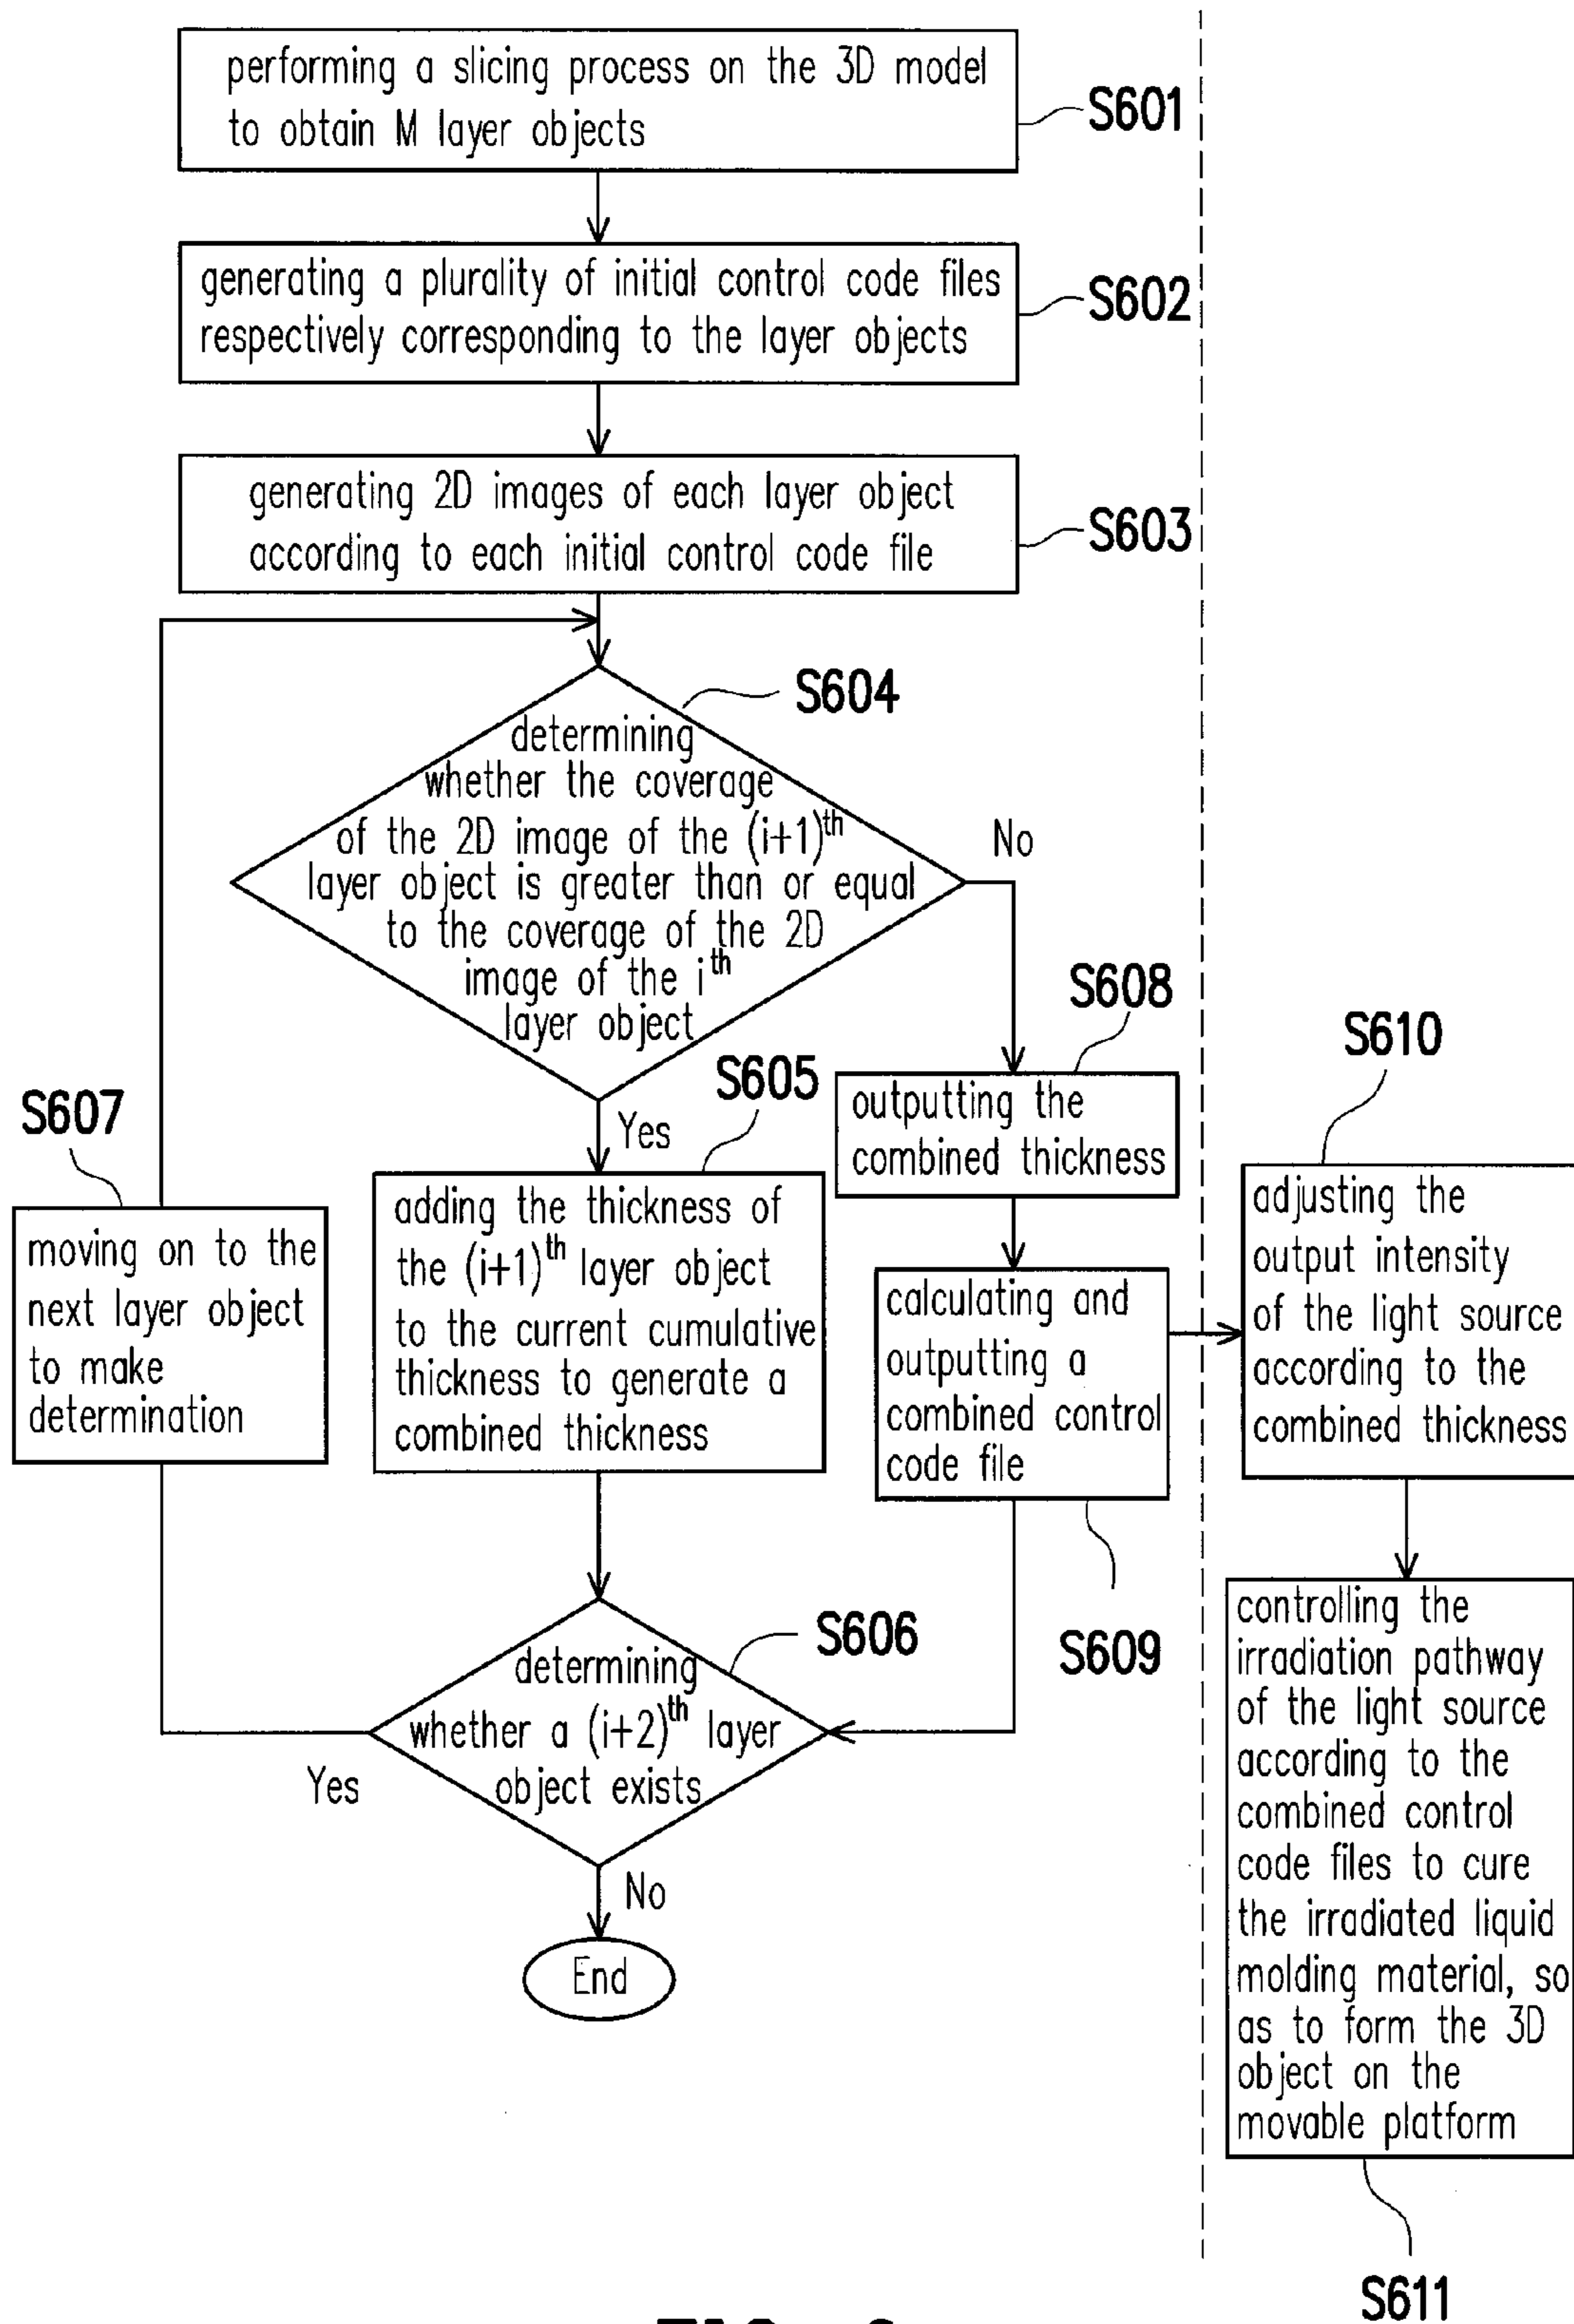 performing a slicing process on the 3D model
to obtain M layer objects
S601
generating a plurality of initial control code files
respectively corresponding to the layer objects
S602
generating 2D images of each layer object
according to each initial control code file
S603
S604
determining
whether the coverage
of the 2D image of the (i+1)th
layer object is greater than or equal
to the coverage of the 2D
image of the ith
layer object
No
Yes
S608
outputting the
combined thickness
S605
adding the thickness of
the (i+1)th layer object
to the current cumulative
thickness to generate a
combined thickness
S607
moving on to the
next layer object
to make
determination
calculating and
outputting a
combined control
code file
S609
S606
determining
whether a (i+2)th layer
object exists
Yes
No
End
S610
adjusting the
output intensity
of the light source
according to the
combined thickness
controlling the
irradiation pathway
of the light source
according to the
combined control
code files to cure
the irradiated liquid
molding material, so
as to form the 3D
object on the
movable platform
S611